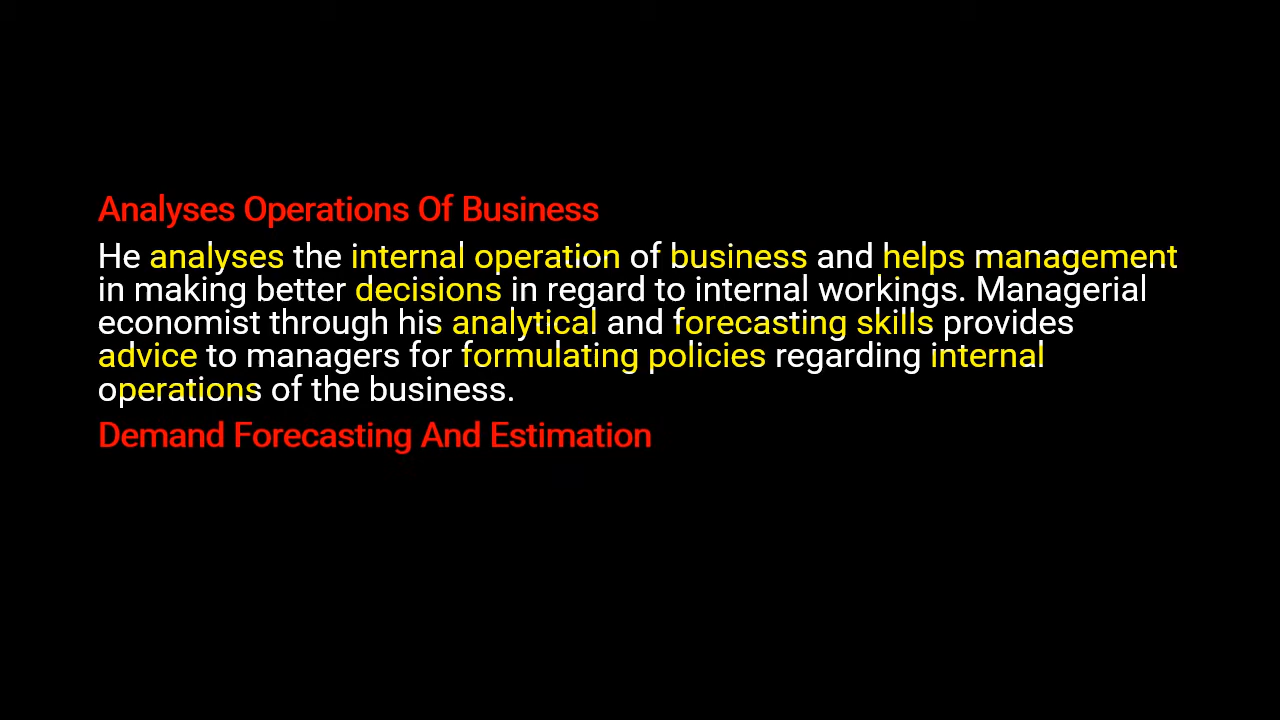 Analyses Operations Of Business
He analyses the internal operation of business and helps management
in making better decisions in regard to internal workings. Managerial
economist through his analytical and forecasting skills provides
advice to managers for formulating policies regarding internal
operations of the business.
Demand Forecasting And Estimation